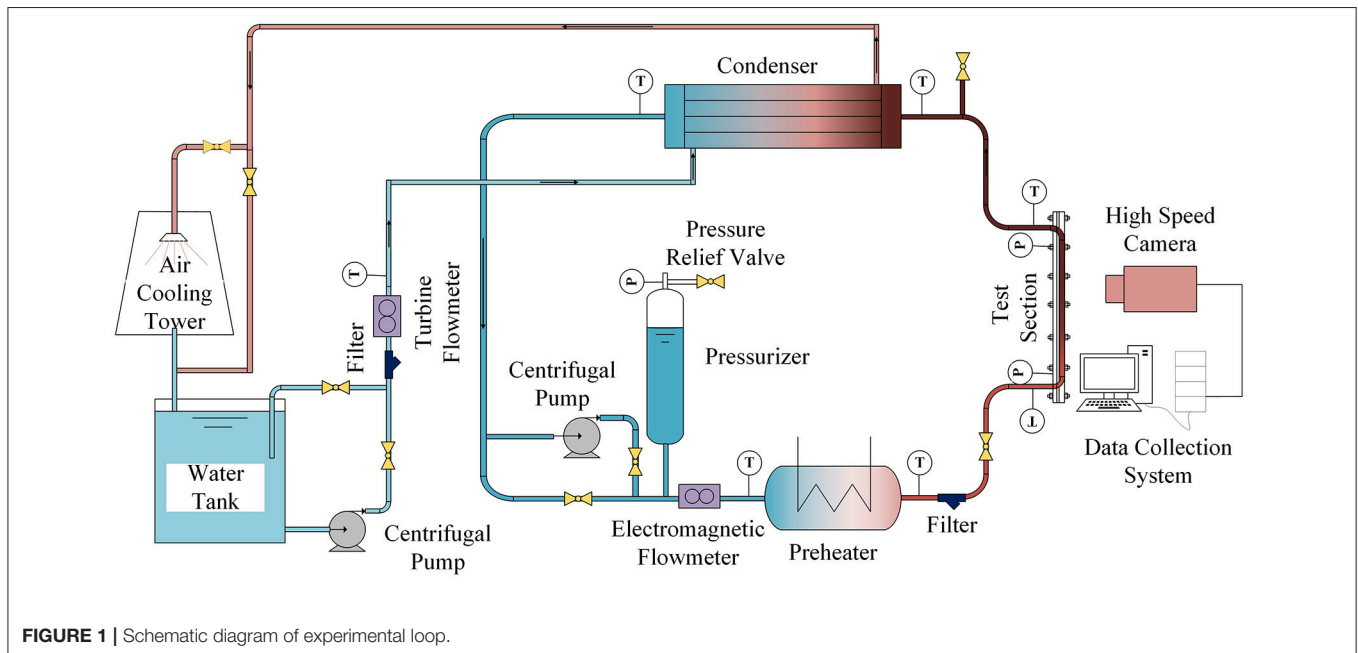 Condenser
T
T
T
High Speed
Camera
P
Pressure
Relief Valve
P
T
Air
Cooling
Tower
Turbine
Flowmeter
Filter
Test
Section
Pressurizer
Centrifugal
Pump
P
T
Data Collection
System
Water
Tank
T
T
Centrifugal
Pump
Electromagnetic
Flowmeter
Preheater
Filter
FIGURE 1 | Schematic diagram of experimental loop.